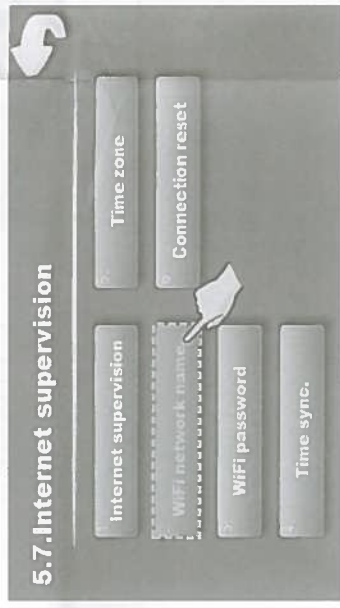 5.7.Internet supervision
Internet supervision
WiFi network name
WiFi password
Time sync.
Time zone
Connection reset